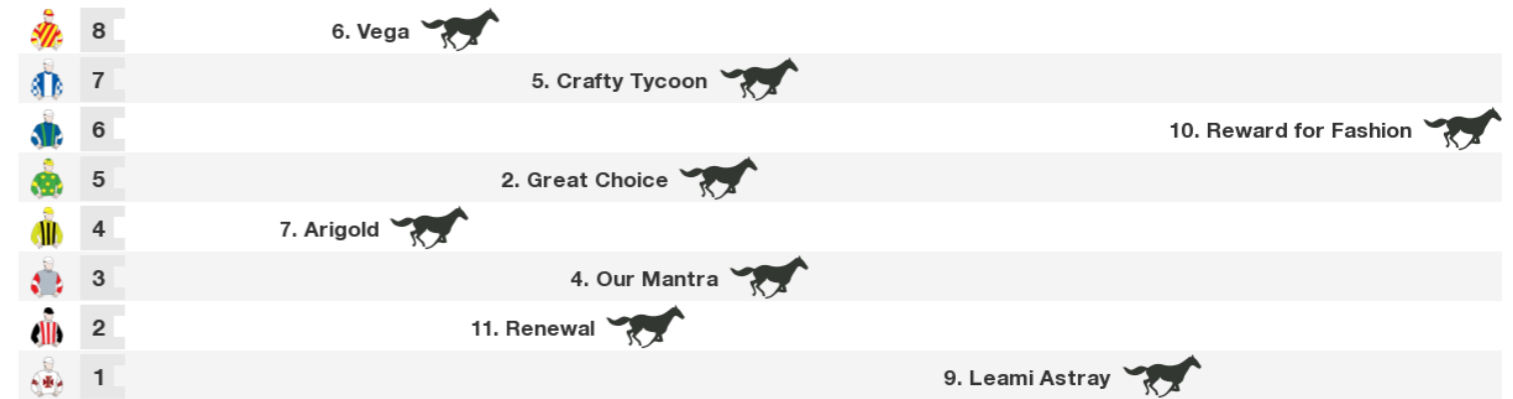 8 6. Vega
7 5. Crafty Tycoon
6 10. Reward for Fashion
5 2. Great Choice
4 7. Arigold
3 4. Our Mantra
2 11. Renewal
1 9. Leami Astray